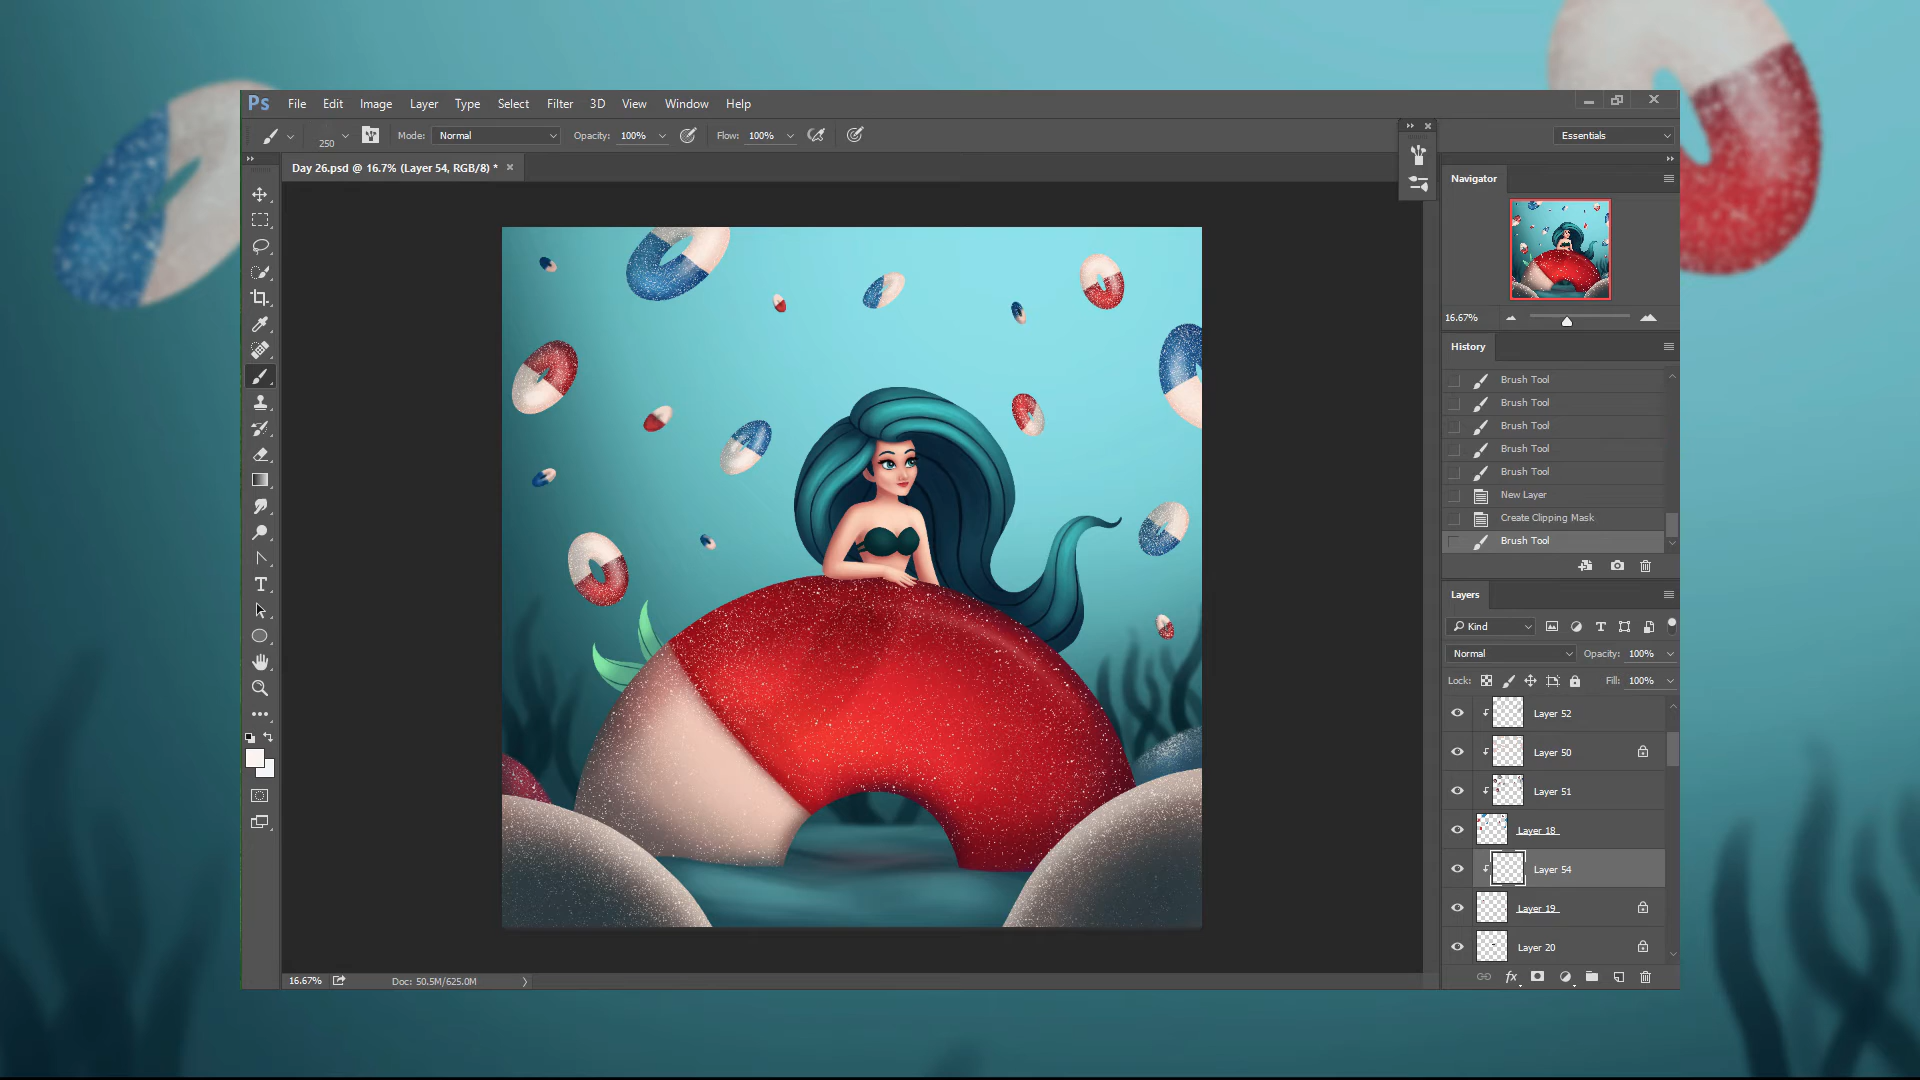 Ps File Edit Image Layer Type Select Filter 3D View Window Help
250 Mode: Normal Opacity: 100% Flow: 100% Essentials
Day 26.psd @ 16.7% (Layer 54, RGB/8) *
Navigator
16.67%
History
Brush Tool
Brush Tool
Brush Tool
Brush Tool
Brush Tool
New Layer
Create Clipping Mask
Brush Tool
Layers
Kind
Normal Opacity: 100%
Lock: Fill: 100%
Layer 52
Layer 50
Layer 51
Layer 18
Layer 54
Layer 19
Layer 20
fx
16.67% Doc: 50.5M/625.0M